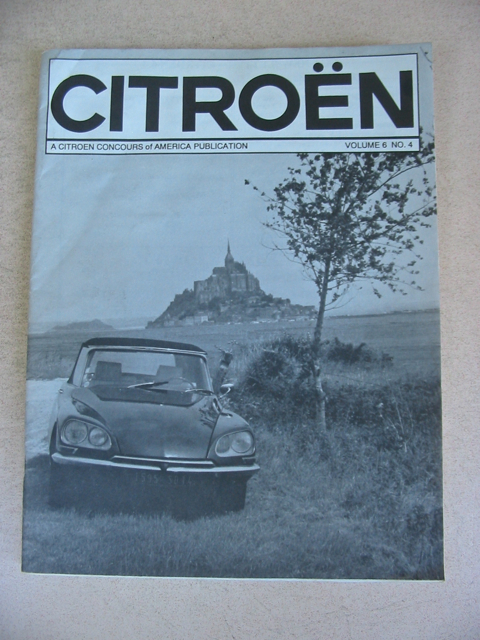 CITROËN
A CITROEN CONCOURS of AMERICA PUBLICATION VOLUME 6 NO. 4